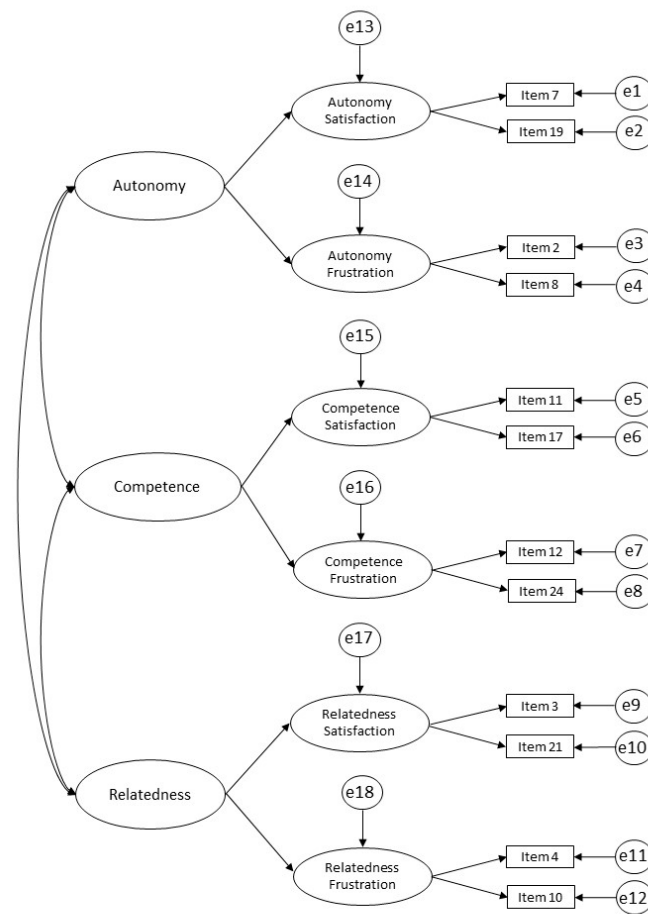 e13
Autonomy
Satisfaction
Item 7
e1
Item 19
e2
Autonomy
e14
Autonomy
Frustration
Item 2
e3
Item 8
e4
e15
Competence
Satisfaction
Item 11
e5
Item 17
e6
Competence
e16
Competence
Frustration
Item 12
e7
Item 24
e8
e17
Relatedness
Satisfaction
Item 3
e9
Item 21
e10
Relatedness
e18
Relatedness
Frustration
Item 4
e11
Item 10
e12